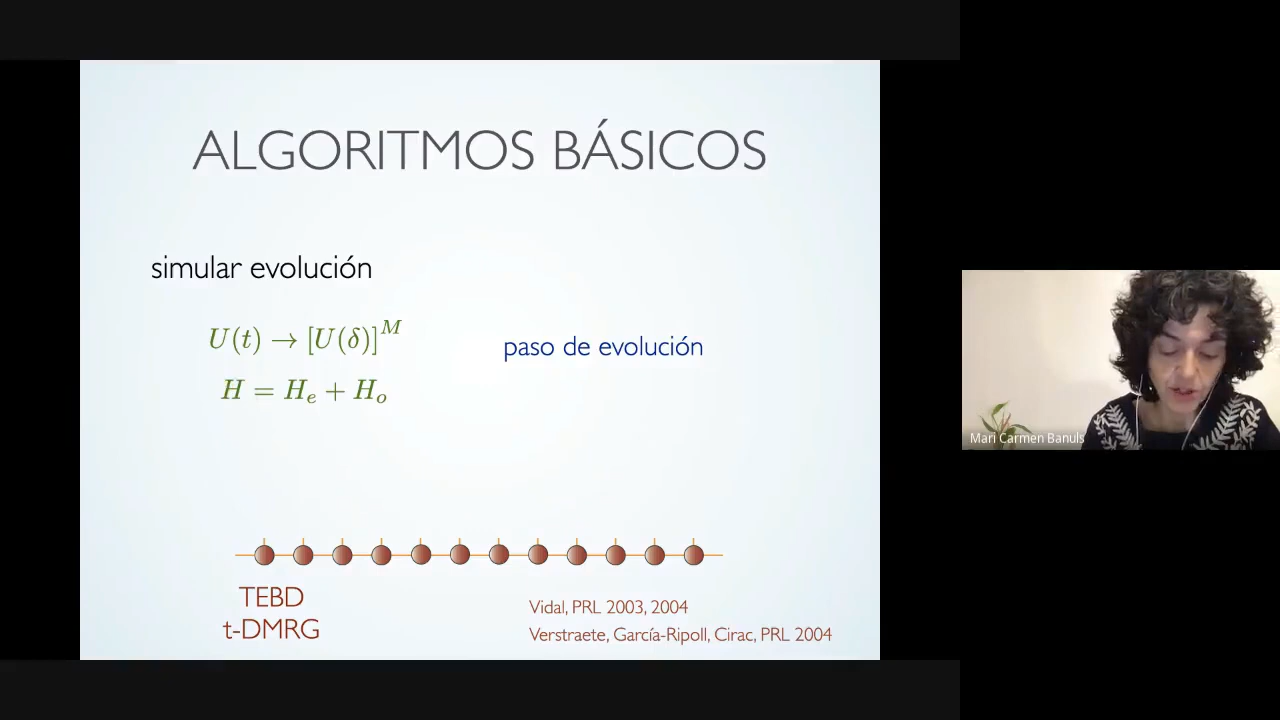 ALGORITMOS BÁSICOS
simular evolución
U(t) → [U(δ)]^M
paso de evolución
H = H_e + H_o
TEBD
t-DMRG
Vidal, PRL 2003, 2004
Verstraete, García-Ripoll, Cirac, PRL 2004
Mari Carmen Banuls